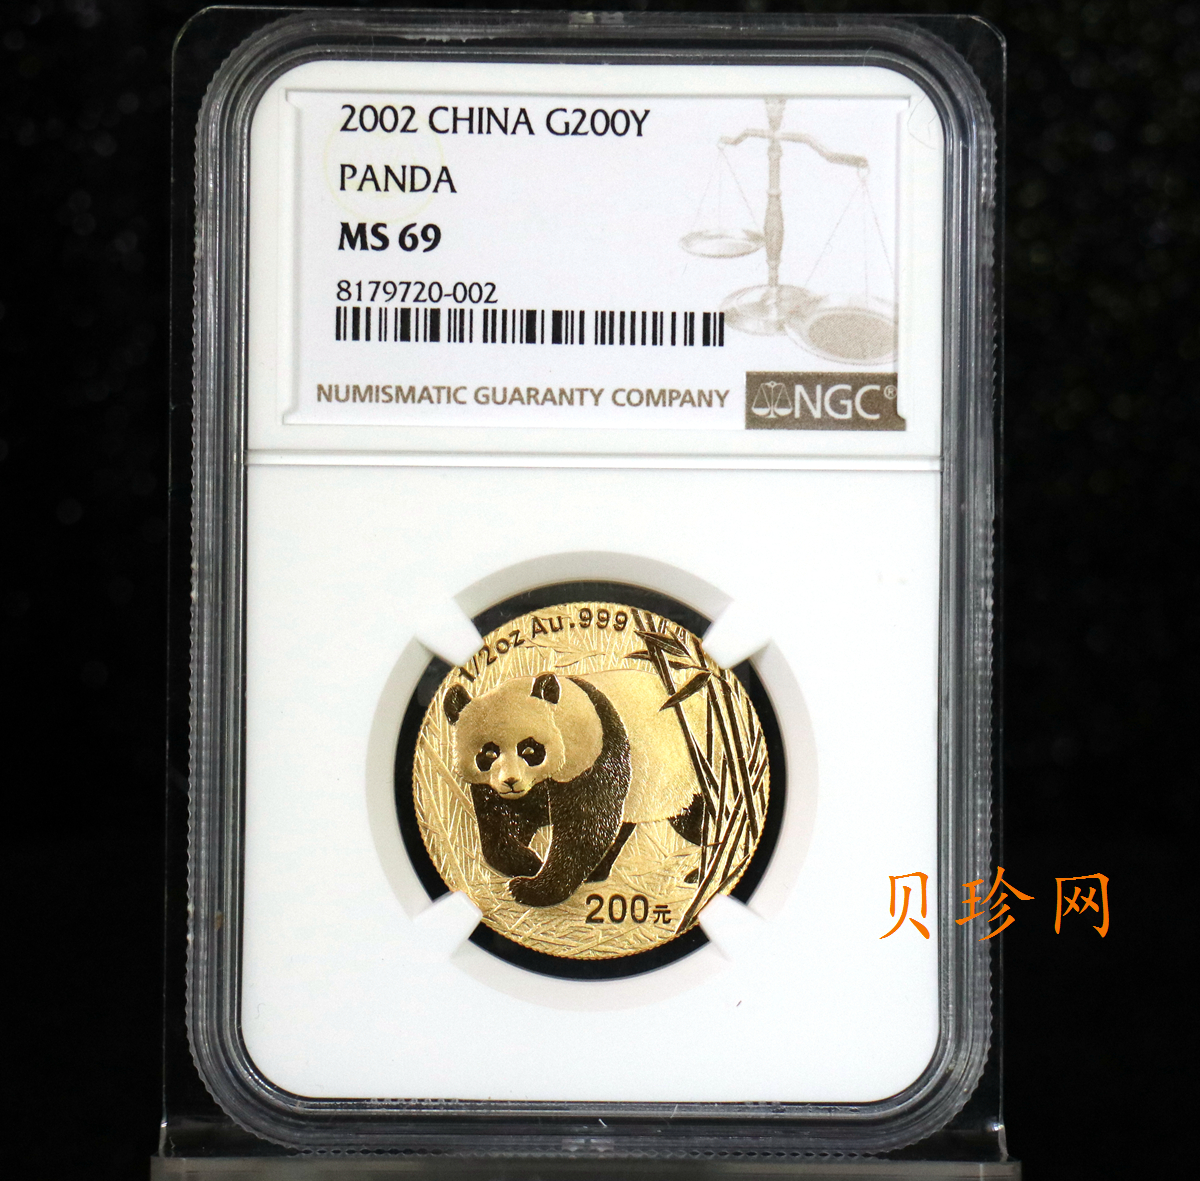 2002 CHINA G200Y
PANDA
MS 69
8179720-002
NUMISMATIC GUARANTY COMPANY
NGC®
1/2oz Au.999
200元
贝珍网